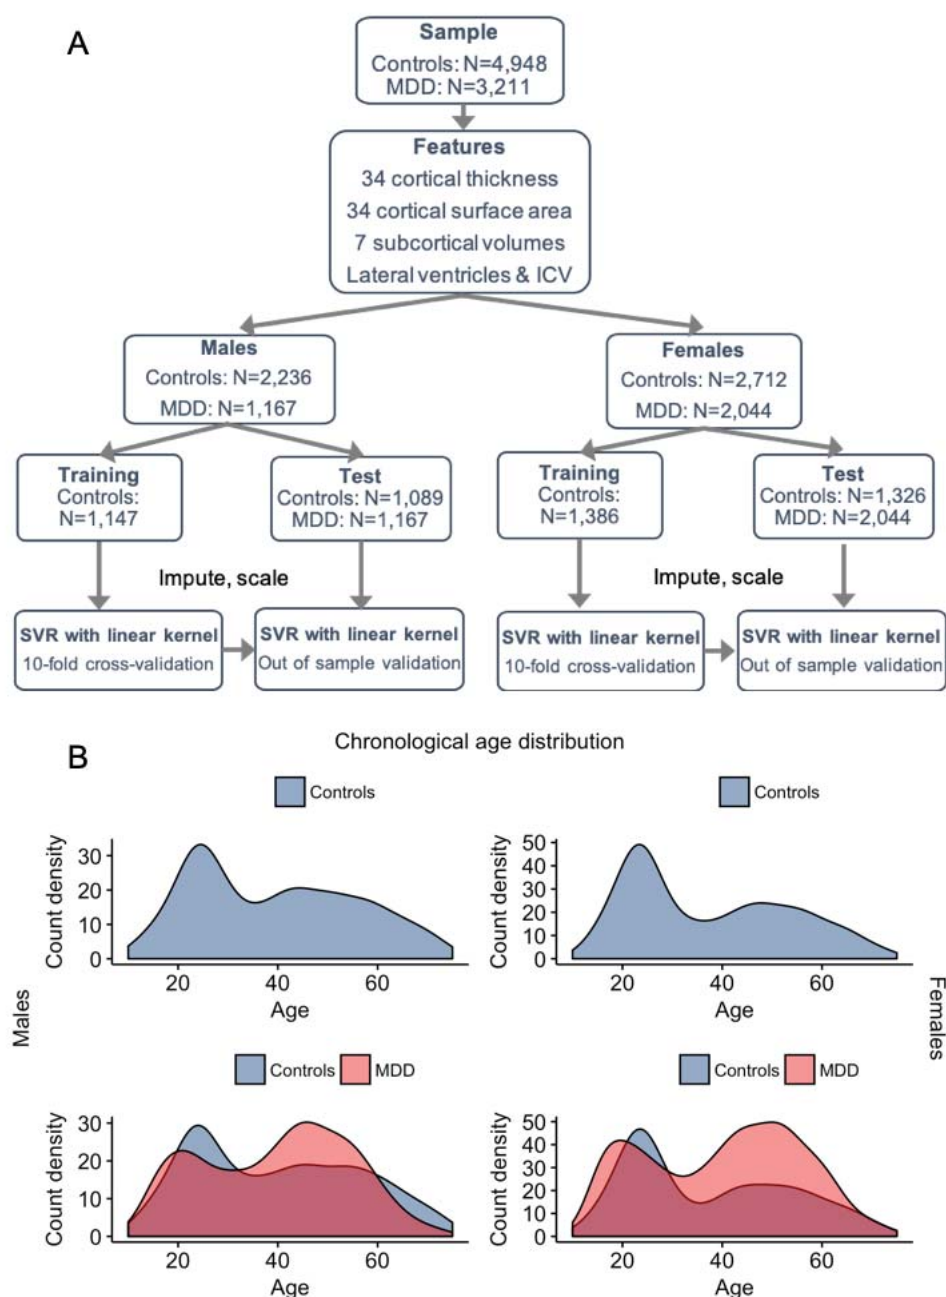 A
Sample
Controls: N=4,948
MDD: N=3,211
Features
34 cortical thickness
34 cortical surface area
7 subcortical volumes
Lateral ventricles & ICV
Males
Controls: N=2,236
MDD: N=1,167
Females
Controls: N=2,712
MDD: N=2,044
Training
Controls:
N=1,147
Test
Controls: N=1,089
MDD: N=1,167
Training
Controls:
N=1,386
Test
Controls: N=1,326
MDD: N=2,044
Impute, scale
Impute, scale
SVR with linear kernel
10-fold cross-validation
SVR with linear kernel
Out of sample validation
SVR with linear kernel
10-fold cross-validation
SVR with linear kernel
Out of sample validation
B
Chronological age distribution
Males
Controls
Count density
30
20
10
0
20 40 60
Age
Controls
Count density
50
40
30
20
10
0
20 40 60
Age
Females
Controls MDD
Count density
30
20
10
0
20 40 60
Age
Controls MDD
Count density
50
40
30
20
10
0
20 40 60
Age